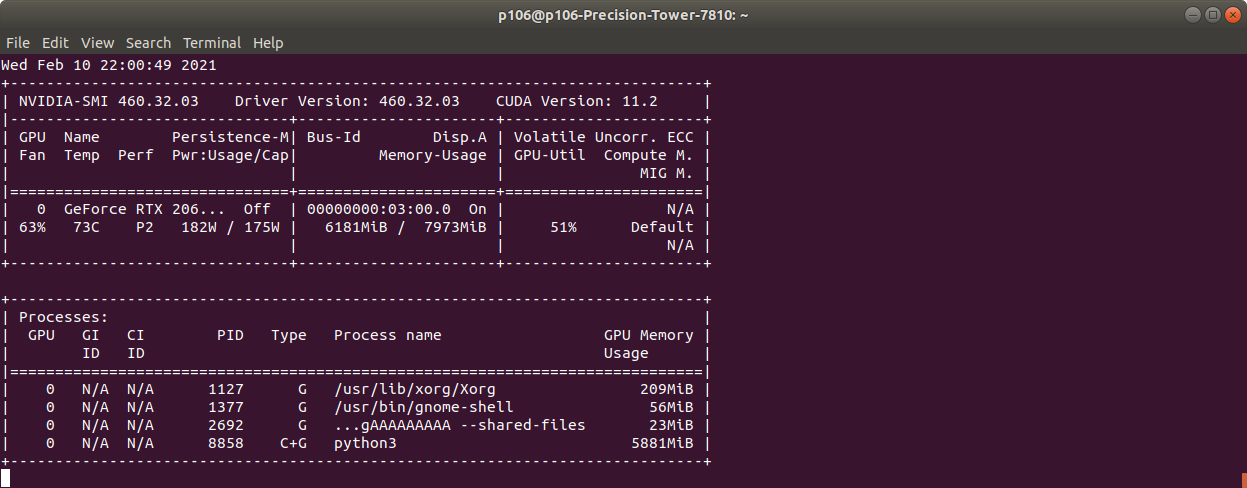 p106@p106-Precision-Tower-7810: ~
File Edit View Search Terminal Help
Wed Feb 10 22:00:49 2021
+-----------------------------------------------------------------------------+
| NVIDIA-SMI 460.32.03    Driver Version: 460.32.03    CUDA Version: 11.2     |
|-------------------------------+----------------------+----------------------+
| GPU  Name        Persistence-M| Bus-Id        Disp.A | Volatile Uncorr. ECC |
| Fan  Temp  Perf  Pwr:Usage/Cap|         Memory-Usage | GPU-Util  Compute M. |
|                               |                      |               MIG M. |
|===============================+======================+======================|
|   0  GeForce RTX 206...  Off  | 00000000:03:00.0  On |                  N/A |
| 63%   73C    P2   182W / 175W |   6181MiB /  7973MiB |     51%      Default |
|                               |                      |                  N/A |
+-------------------------------+----------------------+----------------------+
+-----------------------------------------------------------------------------+
| Processes:                                                                  |
|  GPU   GI   CI        PID   Type   Process name                  GPU Memory |
|        ID   ID                                                   Usage      |
|=============================================================================|
|    0   N/A  N/A      1127      G   /usr/lib/xorg/Xorg                209MiB |
|    0   N/A  N/A      1377      G   /usr/bin/gnome-shell               56MiB |
|    0   N/A  N/A      2692      G   ...gAAAAAAAAA --shared-files       23MiB |
|    0   N/A  N/A      8858    C+G   python3                          5881MiB |
+-----------------------------------------------------------------------------+